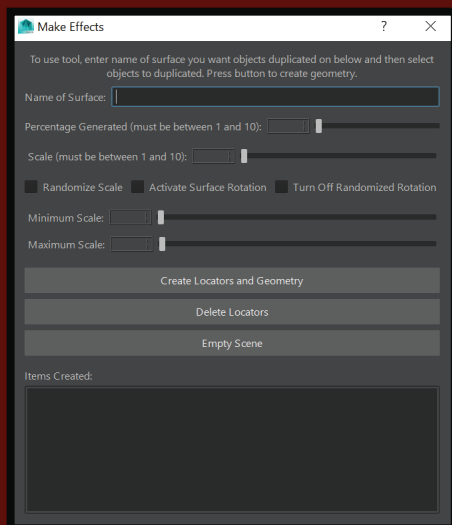 Make Effects
?
To use tool, enter name of surface you want objects duplicated on below and then select
objects to duplicated. Press button to create geometry.
Name of Surface:
Percentage Generated (must be between 1 and 10):
Scale (must be between 1 and 10):
Randomize Scale Activate Surface Rotation Turn Off Randomized Rotation
Minimum Scale:
Maximum Scale:
Create Locators and Geometry
Delete Locators
Empty Scene
Items Created: